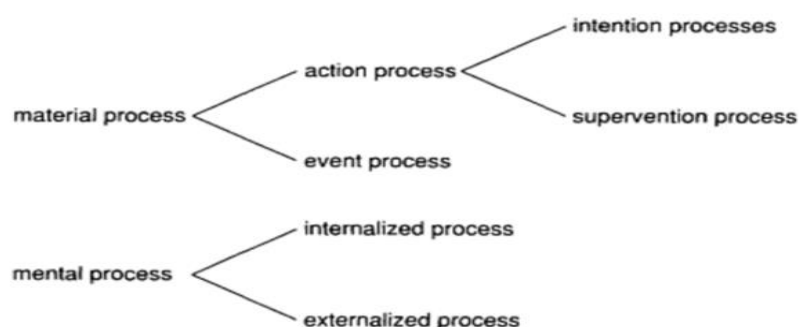 intention processes
action process
supervention process
material process
event process
internalized process
mental process
externalized process